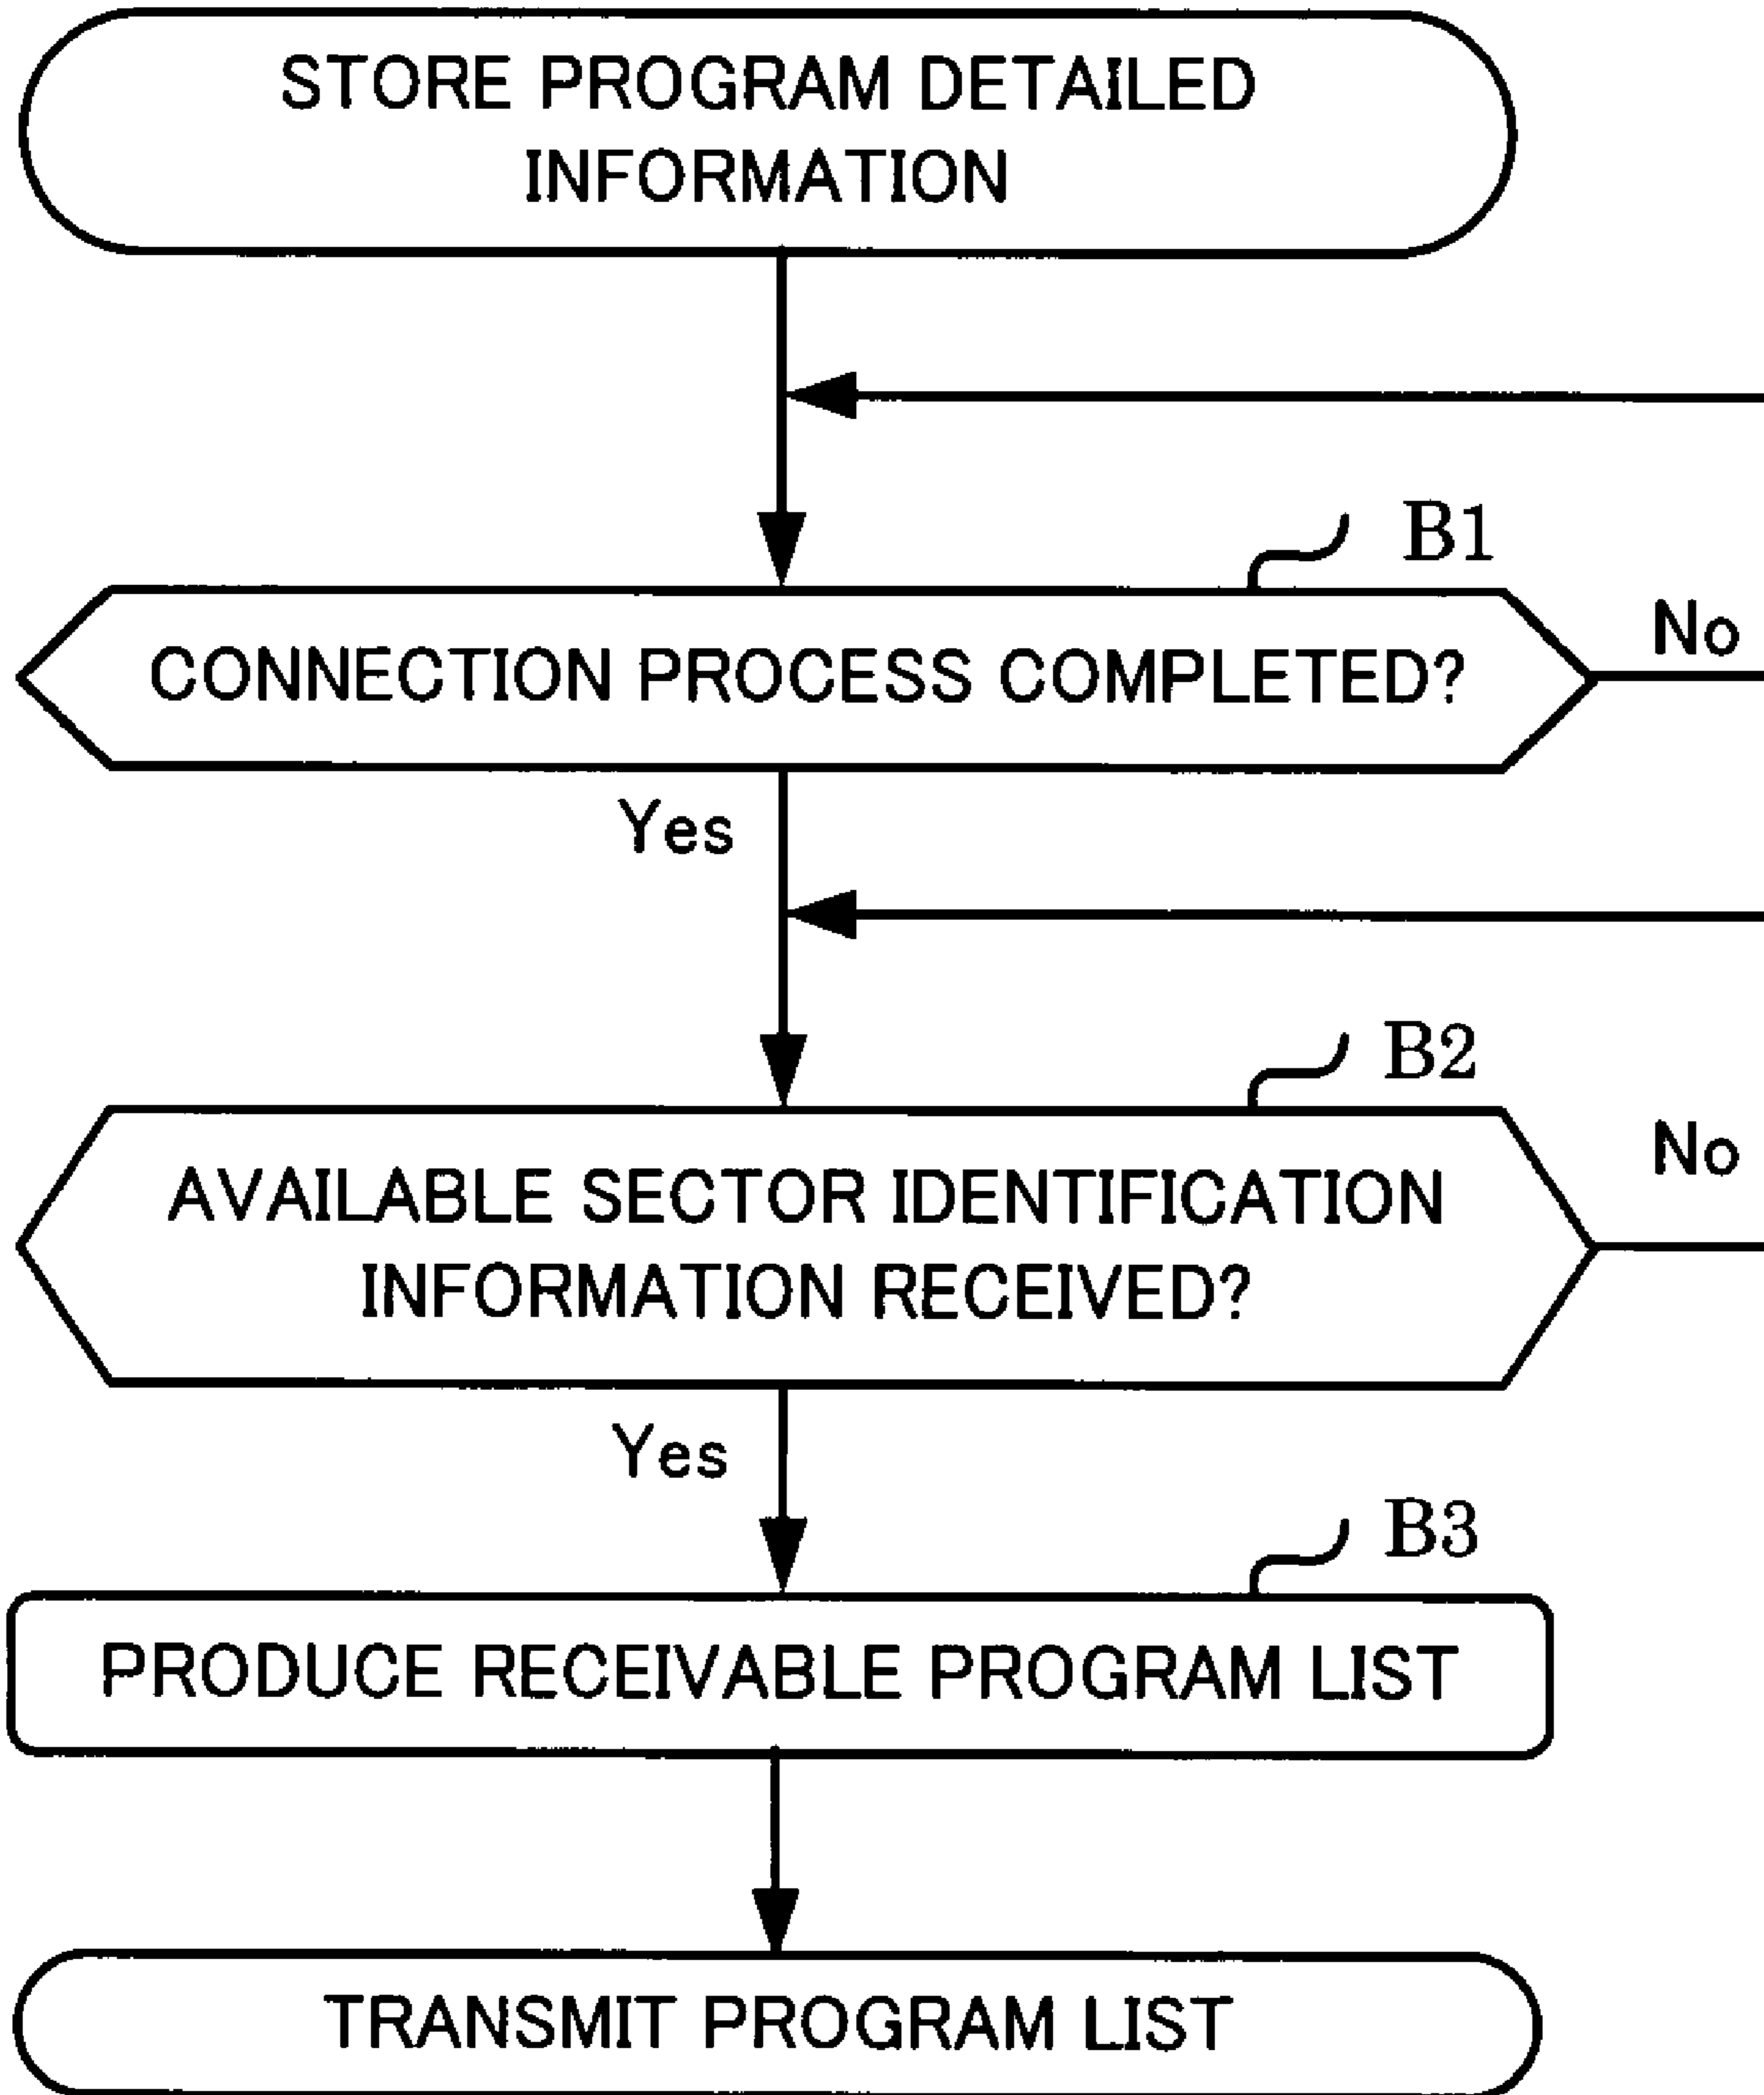 STORE PROGRAM DETAILED
INFORMATION
B1
CONNECTION PROCESS COMPLETED?
No
Yes
B2
AVAILABLE SECTOR IDENTIFICATION
INFORMATION RECEIVED?
No
Yes
B3
PRODUCE RECEIVABLE PROGRAM LIST
TRANSMIT PROGRAM LIST